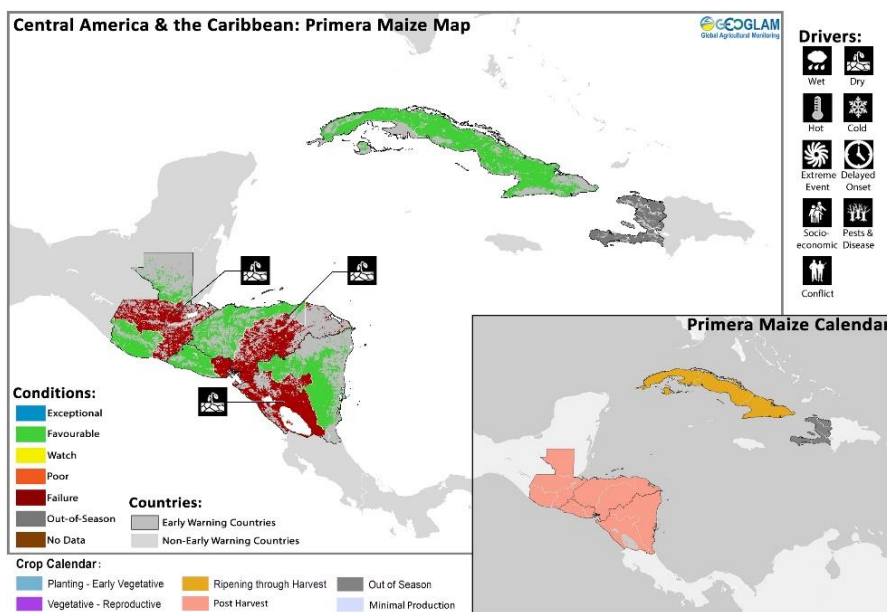 Central America & the Caribbean: Primera Maize Map
GEOGLAM
Global Agricultural Monitoring
Drivers:
Wet
Dry
Hot
Cold
Extreme
Event
Delayed
Onset
Socio-
economic
Pests &
Disease
Conflict
Primera Maize Calendar
Conditions:
Exceptional
Favourable
Watch
Poor
Failure
Out-of-Season
No Data
Countries:
Early Warning Countries
Non-Early Warning Countries
Crop Calendar:
Planting - Early Vegetative
Ripening through Harvest
Out of Season
Vegetative - Reproductive
Post Harvest
Minimal Production